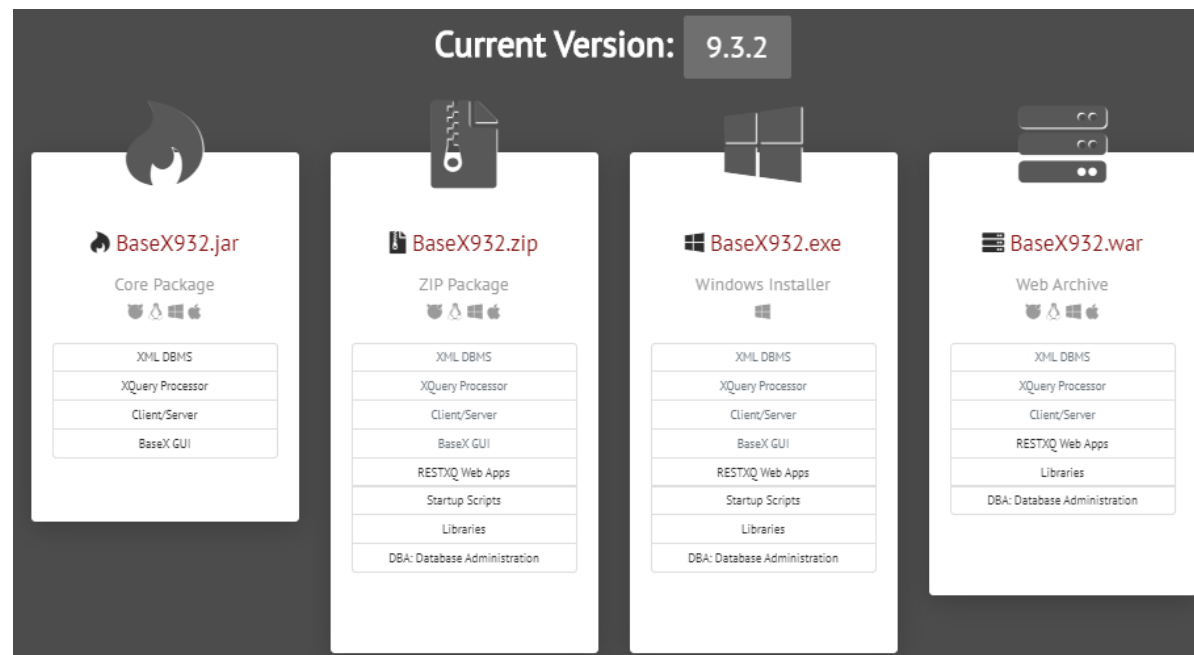 Current Version: 9.3.2
BaseX932.jar
Core Package
XML DBMS
XQuery Processor
Client/Server
BaseX GUI
BaseX932.zip
ZIP Package
XML DBMS
XQuery Processor
Client/Server
BaseX GUI
RESTXQ Web Apps
Startup Scripts
Libraries
DBA: Database Administration
BaseX932.exe
Windows Installer
XML DBMS
XQuery Processor
Client/Server
BaseX GUI
RESTXQ Web Apps
Startup Scripts
Libraries
DBA: Database Administration
BaseX932.war
Web Archive
XML DBMS
XQuery Processor
Client/Server
RESTXQ Web Apps
Libraries
DBA: Database Administration